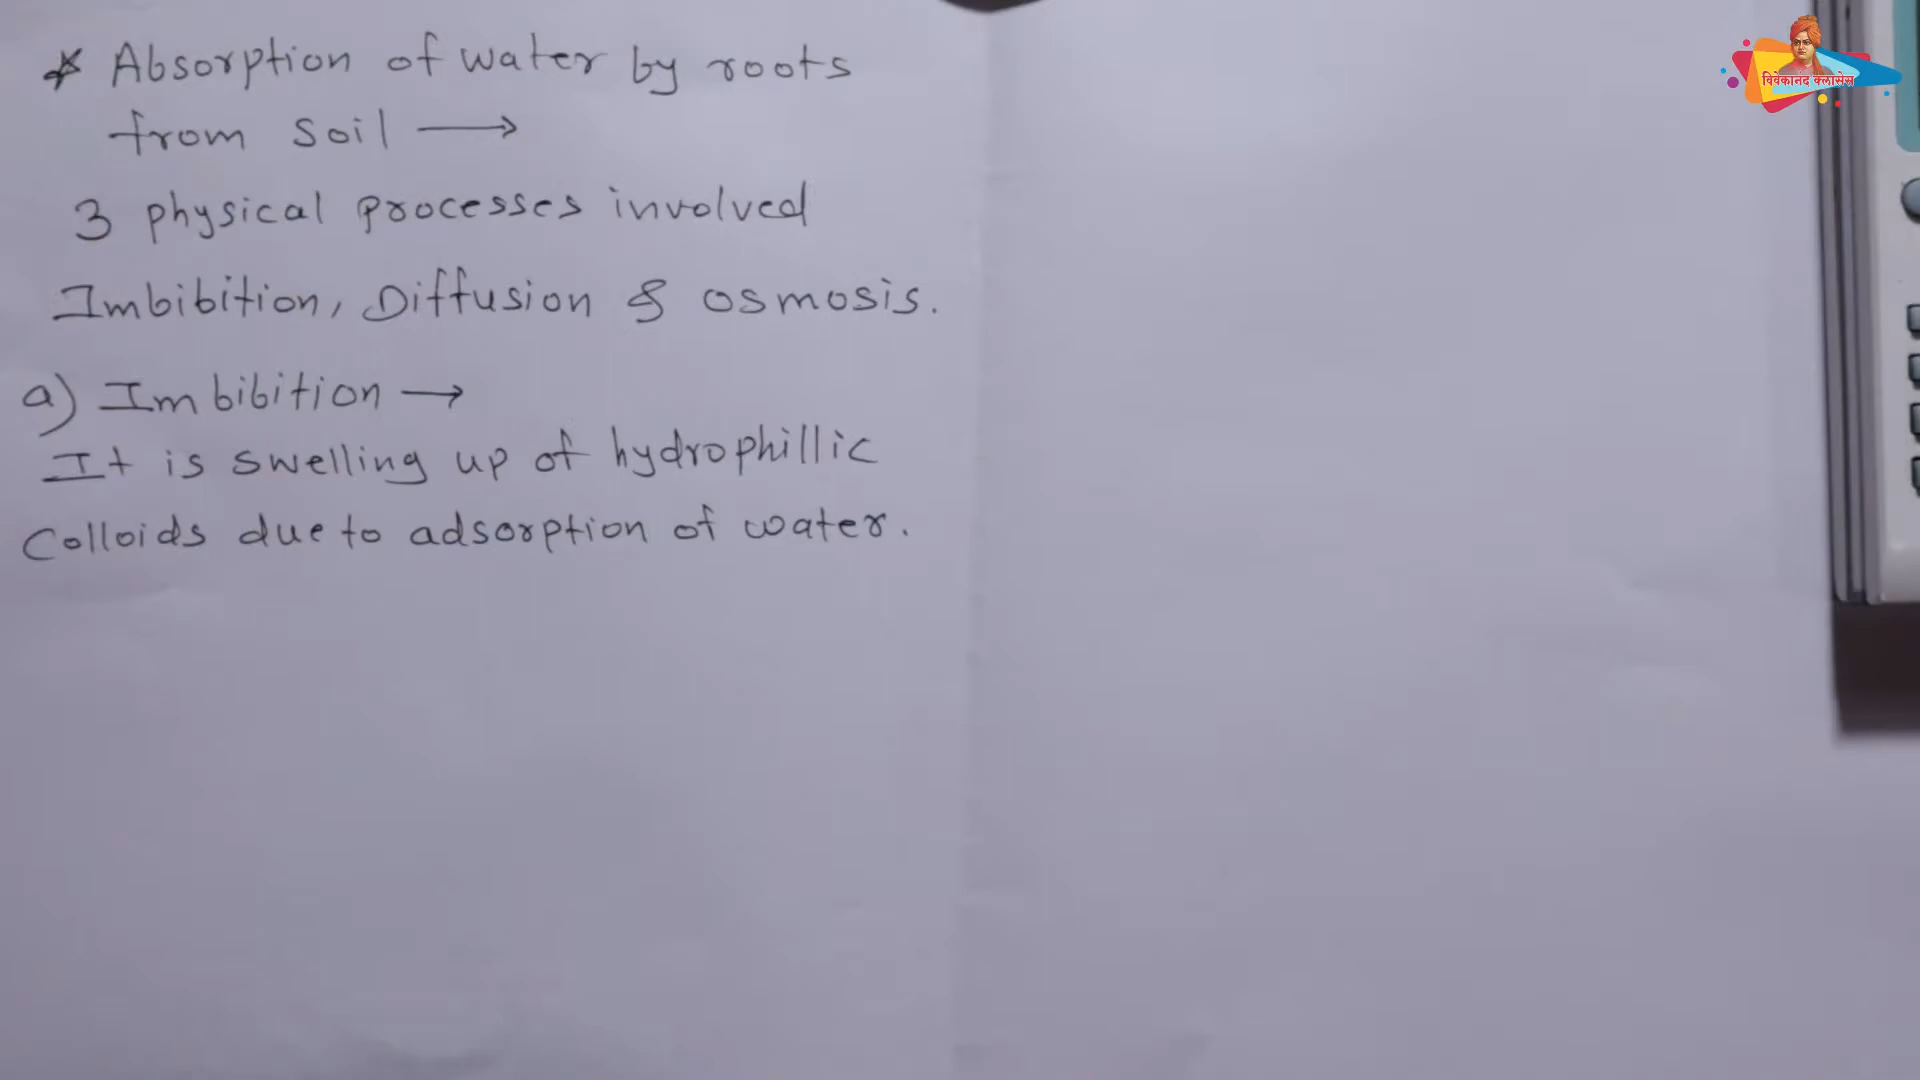 * Absorption of water by roots
from soil →
3 physical processes involved
Imbibition, Diffusion & osmosis.
a) Imbibition →
It is swelling up of hydrophillic
Colloids due to adsorption of water.
विवेकानंद क्लासेस